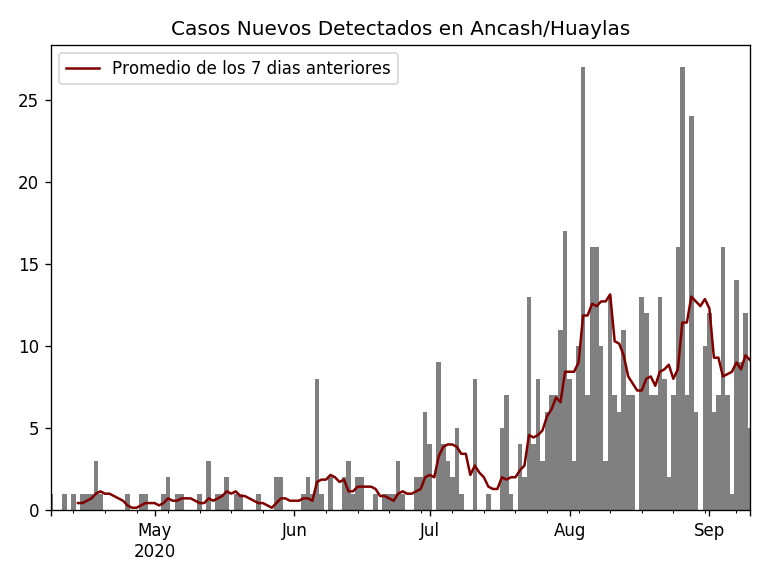 Casos Nuevos Detectados en Ancash/Huaylas
Promedio de los 7 dias anteriores
25
20
15
10
5
0
May
2020
Jun
Jul
Aug
Sep